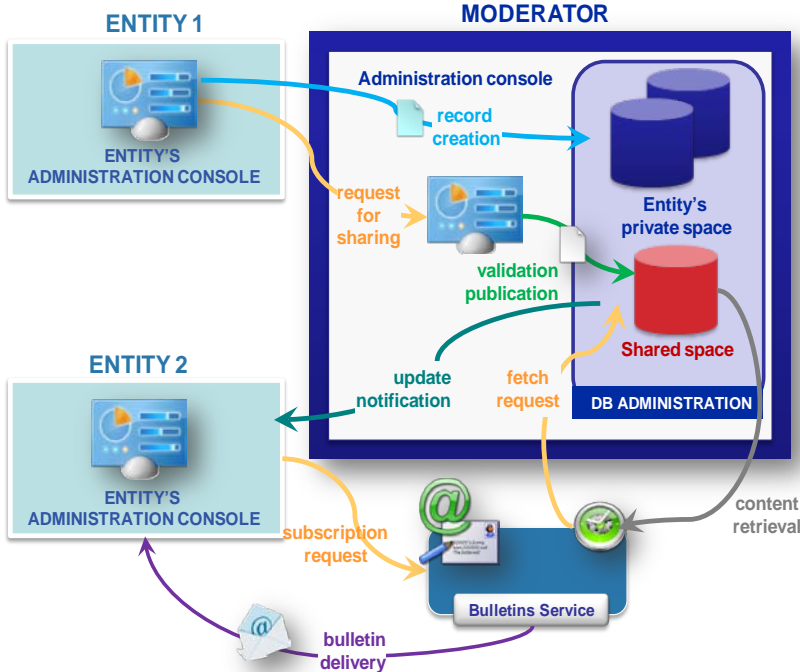 MODERATOR
ENTITY 1
Administration console
record
creation
ENTITY'S
ADMINISTRATION CONSOLE
request
for
sharing
Entity's
private space
validation
publication
Shared space
ENTITY 2
update
notification
fetch
request
DB ADMINISTRATION
ENTITY'S
ADMINISTRATION CONSOLE
subscription
request
content
retrieval
Bulletins Service
bulletin
delivery